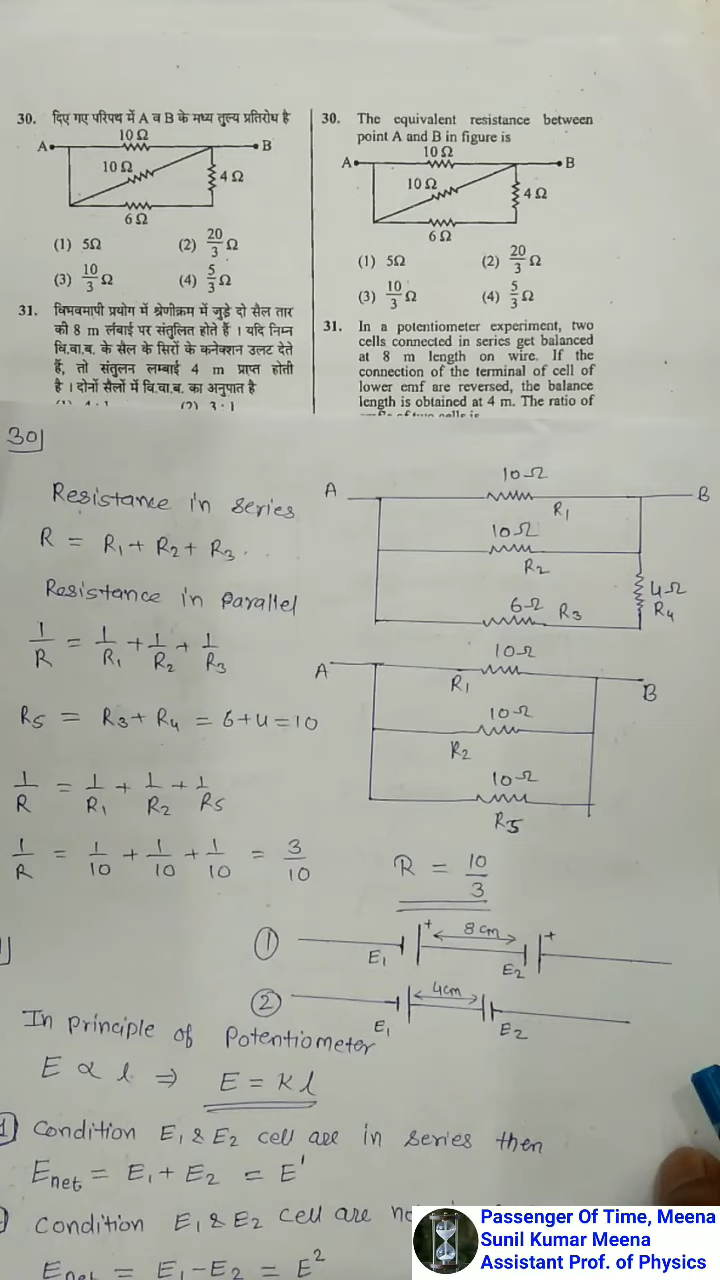 30. दिए गए परिपथ में A व B के मध्य तुल्य प्रतिरोध है
10Ω
A
B
10Ω
4Ω
6Ω
(1) 5Ω
(2) 20/3 Ω
(3) 10/3 Ω
(4) 5/3 Ω
31. विभवमापी प्रयोग में श्रेणीक्रम में जुड़े दो सैल तार
की 8 m लंबाई पर संतुलित होते हैं । यदि निम्न
वि.वा.ब. के सैल के सिरों के कनेक्शन उलट देते
हैं, तो संतुलन लम्बाई 4 m प्राप्त होती
है । दोनों सैलों में वि.वा.ब. का अनुपात है
30. The equivalent resistance between
point A and B in figure is
10Ω
A
B
10Ω
4Ω
6Ω
(1) 5Ω
(2) 20/3 Ω
(3) 10/3 Ω
(4) 5/3 Ω
31. In a potentiometer experiment, two
cells connected in series get balanced
at 8 m length on wire. If the
connection of the terminal of cell of
lower emf are reversed, the balance
length is obtained at 4 m. The ratio of
30]
Resistance in series
R = R1 + R2 + R3 .
Resistance in parallel
1/R = 1/R1 + 1/R2 + 1/R3
R5 = R3 + R4 = 6+4 = 10
1/R = 1/R1 + 1/R2 + 1/R5
1/R = 1/10 + 1/10 + 1/10 = 3/10
R = 10/3
A
10Ω
B
R1
10Ω
R2
6Ω R3
4Ω
R4
10Ω
A
R1
B
10Ω
R2
10Ω
R5
① E1 + 8 cm E2 +
② E1 4cm E2
In principle of Potentiometer
E ∝ l ⇒ E = Kl
1] Condition E1 & E2 cell are in series then
Enet = E1 + E2 = E'
Condition E1 & E2 cell are
Enet = E1 - E2 = E2
Passenger Of Time, Meena
Sunil Kumar Meena
Assistant Prof. of Physics